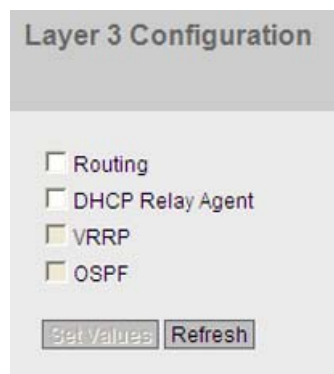 Layer 3 Configuration
Routing
DHCP Relay Agent
VRRP
OSPF
Set Values Refresh